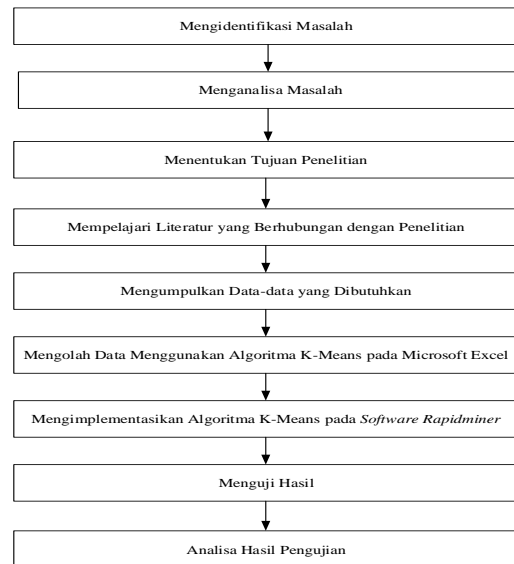 Mengidentifikasi Masalah
Menganalisa Masalah
Menentukan Tujuan Penelitian
Mempelajari Literatur yang Berhubungan dengan Penelitian
Mengumpulkan Data-data yang Dibutuhkan
Mengolah Data Menggunakan Algoritma K-Means pada Microsoft Excel
Mengimplementasikan Algoritma K-Means pada Software Rapidminer
Menguji Hasil
Analisa Hasil Pengujian